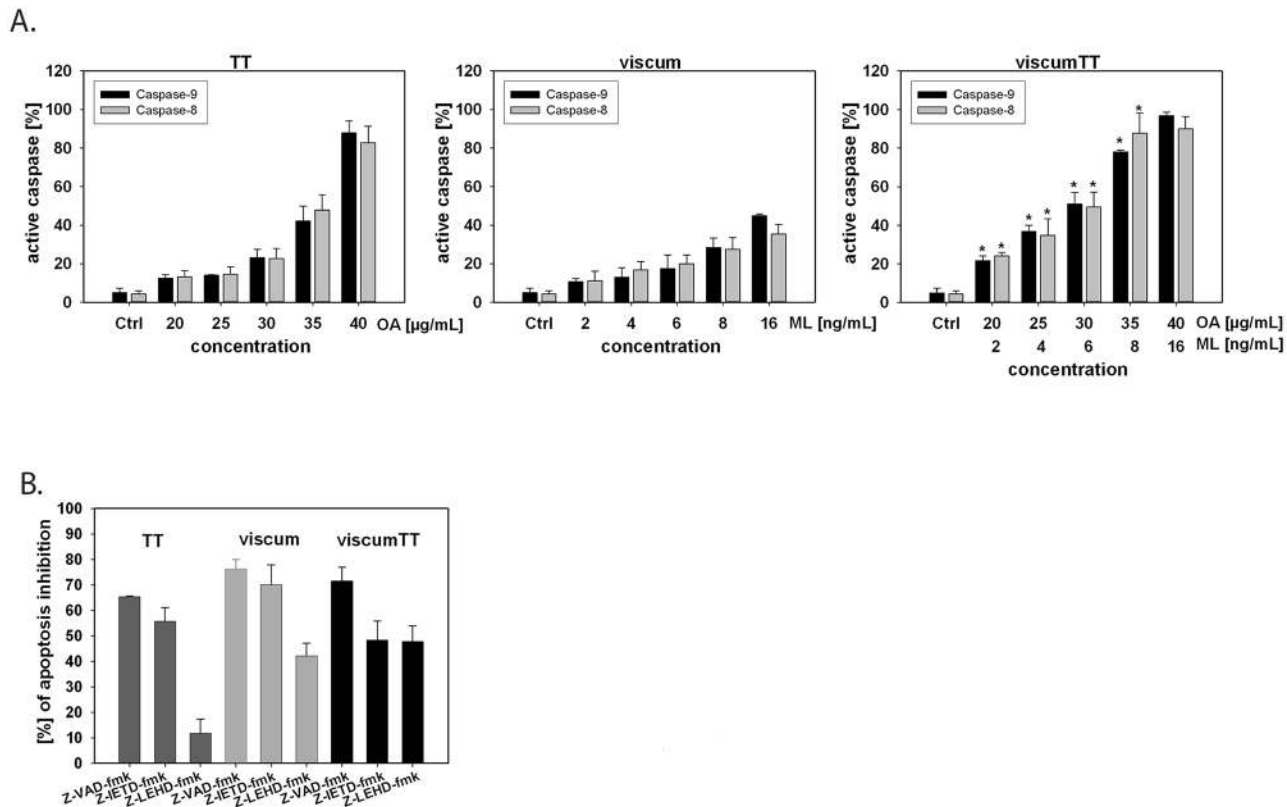 A.
TT
120
100
80
60
40
20
0
active caspase [%]
Caspase-9
Caspase-8
Ctrl 20 25 30 35 40 OA [µg/mL]
concentration
viscum
120
100
80
60
40
20
0
active caspase [%]
Caspase-9
Caspase-8
Ctrl 2 4 6 8 16 ML [ng/mL]
concentration
viscumTT
120
100
80
60
40
20
0
active caspase [%]
Caspase-9
Caspase-8
* * * * * * * *
Ctrl 20 25 30 35 40 OA [µg/mL]
2 4 6 8 16 ML [ng/mL]
concentration
B.
100
90
80
70
60
50
40
30
20
10
0
[%] of apoptosis inhibition
TT viscum viscumTT
Z-VAD-fmk
Z-IETD-fmk
Z-LEHD-fmk
Z-VAD-fmk
Z-IETD-fmk
Z-LEHD-fmk
Z-VAD-fmk
Z-IETD-fmk
Z-LEHD-fmk